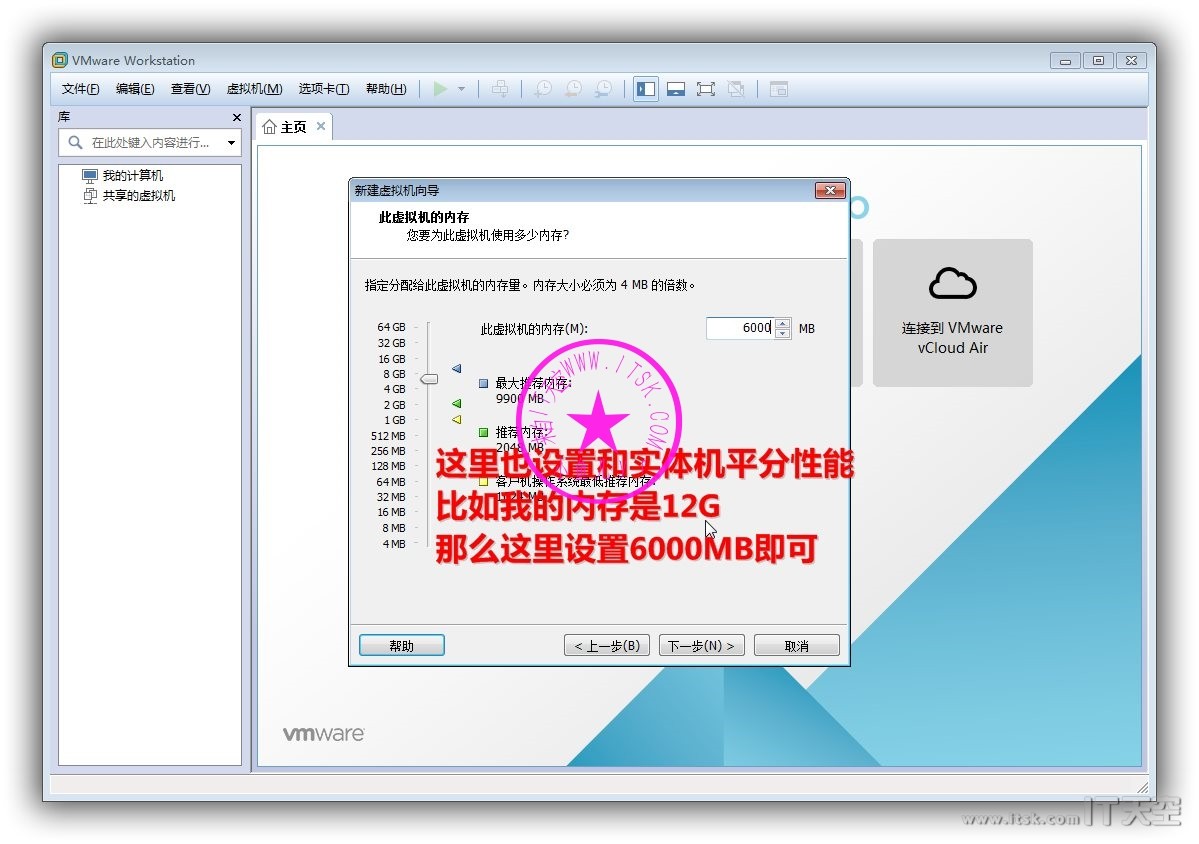 VMware Workstation
文件(F) 编辑(E) 查看(V) 虚拟机(M) 选项卡(T) 帮助(H)
库
在此处键入内容进行...
我的计算机
共享的虚拟机
主页
新建虚拟机向导
此虚拟机的内存
您要为此虚拟机使用多少内存?
指定分配给此虚拟机的内存量。内存大小必须为 4 MB 的倍数。
此虚拟机的内存(M): 6000 MB
64 GB
32 GB
16 GB
8 GB
4 GB
2 GB
1 GB
512 MB
256 MB
128 MB
64 MB
32 MB
16 MB
8 MB
4 MB
最大推荐内存:
9900 MB
推荐内存:
2048 MB
客户机操作系统最低推荐内存:
WWW.ITSK.COM
这里也设置和实体机平分性能
比如我的内存是12G
那么这里设置6000MB即可
帮助
< 上一步(B)
下一步(N) >
取消
连接到 VMware
vCloud Air
vmware
www.itsk.com IT天空